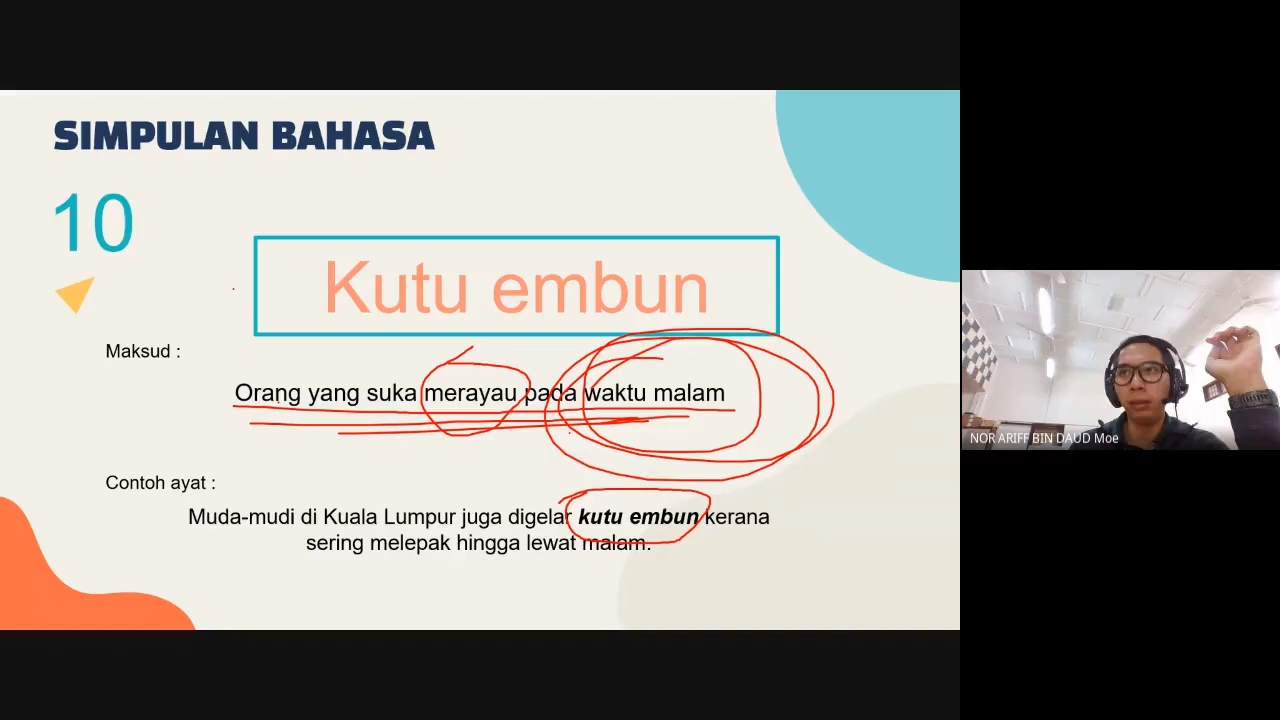 SIMPULAN BAHASA
10
Kutu embun
Maksud :
Orang yang suka merayau pada waktu malam
Contoh ayat :
Muda-mudi di Kuala Lumpur juga digelar kutu embun kerana
sering melepak hingga lewat malam.
NOR ARIFF BIN DAUD Moe